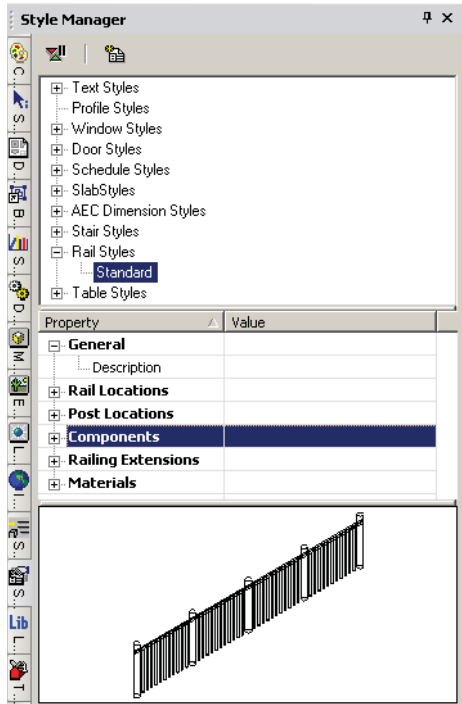 Style Manager
Text Styles
Profile Styles
Window Styles
Door Styles
Schedule Styles
SlabStyles
AEC Dimension Styles
Stair Styles
Rail Styles
Standard
Table Styles
Property Value
General
Description
Rail Locations
Post Locations
Components
Railing Extensions
Materials
C...
S...
D...
B...
S...
D...
M...
E...
L...
I...
S...
S...
Lib
L...
T...